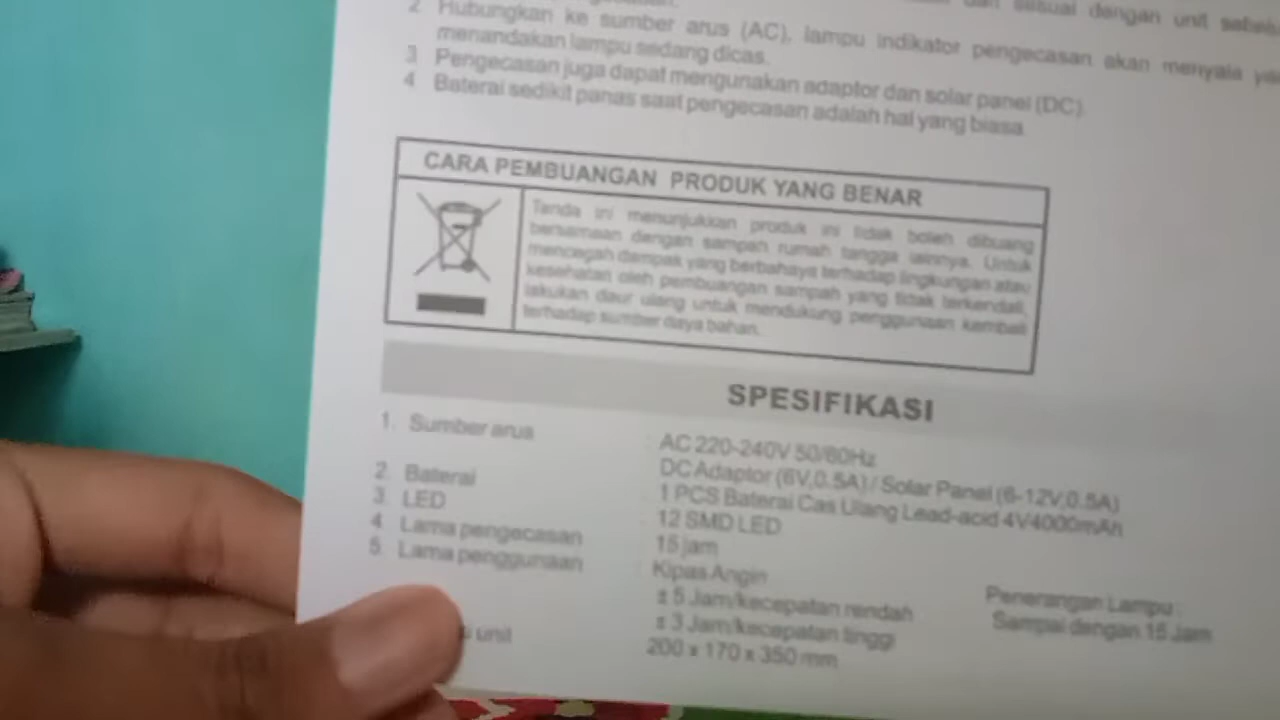 dan sesuai dengan unit
2 Hubungkan ke sumber arus (AC), lampu indikator pengecasan akan menyala
menandakan lampu sedang dicas.
3 Pengecasan juga dapat mengunakan adaptor dan solar panel (DC)
4 Baterai sedikit panas saat pengecasan adalah hal yang biasa
CARA PEMBUANGAN PRODUK YANG BENAR
Tanda ini menunjukkan produk ini tidak boleh dibuang
bersamaan dengan sampah rumah tangga lainnya. Untuk
mencegah dampak yang berbahaya terhadap lingkungan atau
kesehatan oleh pembuangan sampah yang tidak terkendali,
lakukan daur ulang untuk mendukung penggunaan kembali
terhadap sumber daya bahan.
SPESIFIKASI
1. Sumber arus : AC 220-240V 50/60Hz
DC Adaptor (6V,0.5A) / Solar Panel (6-12V,0.5A)
2. Baterai : 1 PCS Baterai Cas Ulang Lead-acid 4V4000mAh
3. LED : 12 SMD LED
4. Lama pengecasan : 15 jam
5. Lama penggunaan : Kipas Angin Penerangan Lampu :
± 5 Jam/kecepatan rendah Sampai dengan 15 Jam
± 3 Jam/kecepatan tinggi
unit 200 x 170 x 350 mm